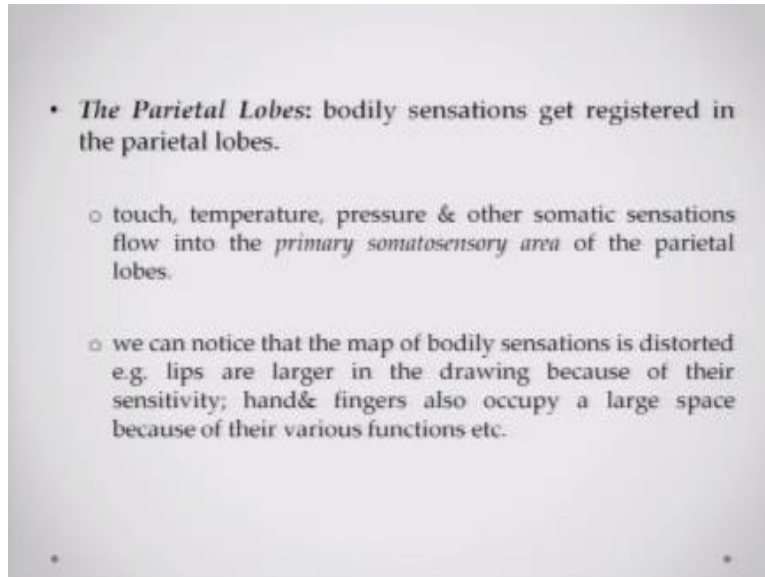 • The Parietal Lobes: bodily sensations get registered in
the parietal lobes.
o touch, temperature, pressure & other somatic sensations
flow into the primary somatosensory area of the parietal
lobes.
o we can notice that the map of bodily sensations is distorted
e.g. lips are larger in the drawing because of their
sensitivity; hand& fingers also occupy a large space
because of their various functions etc.